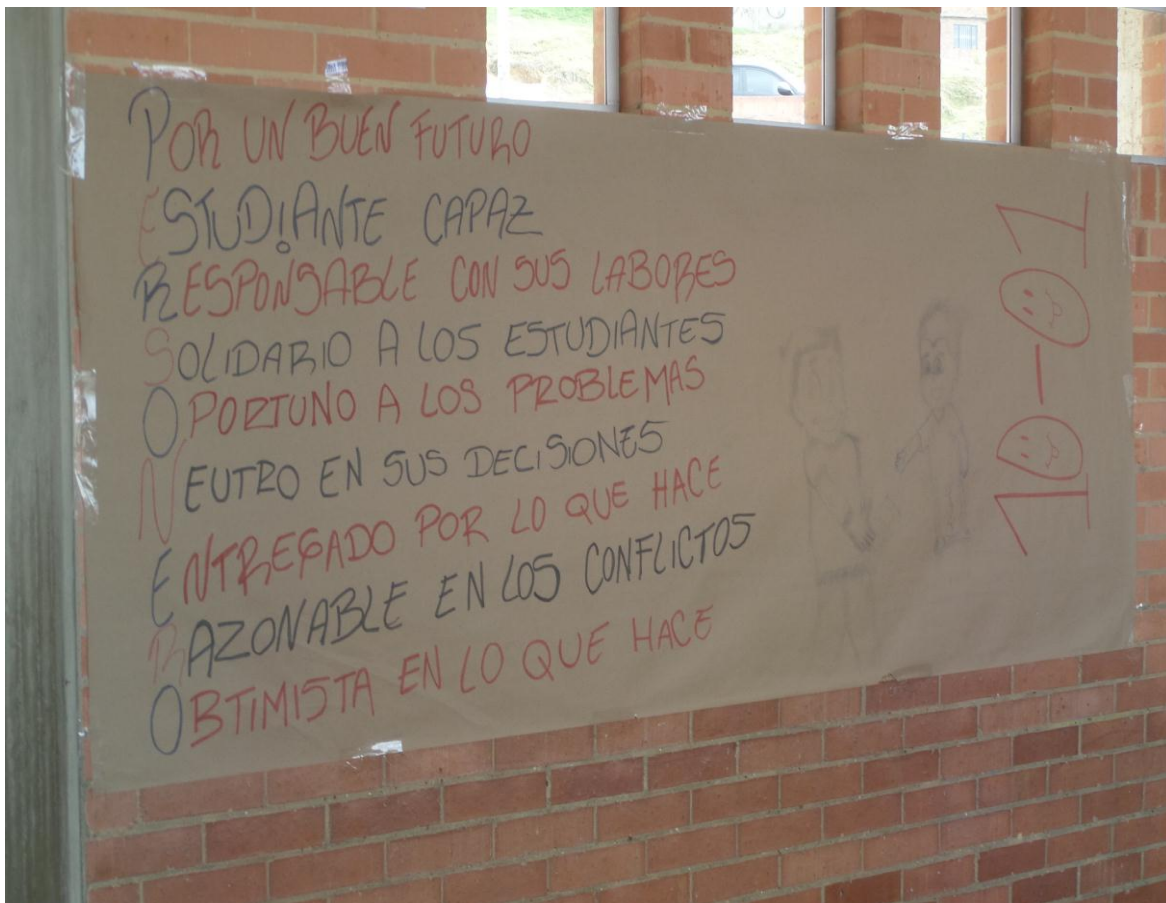 POR UN BUEN FUTURO
ESTUDIANTE CAPAZ
RESPONSABLE CON SUS LABORES
SOLIDARIO A LOS ESTUDIANTES
OPORTUNO A LOS PROBLEMAS
NEUTRO EN SUS DECISIONES
ENTREGADO POR LO QUE HACE
RAZONABLE EN LOS CONFLICTOS
OBTIMISTA EN LO QUE HACE
10-01